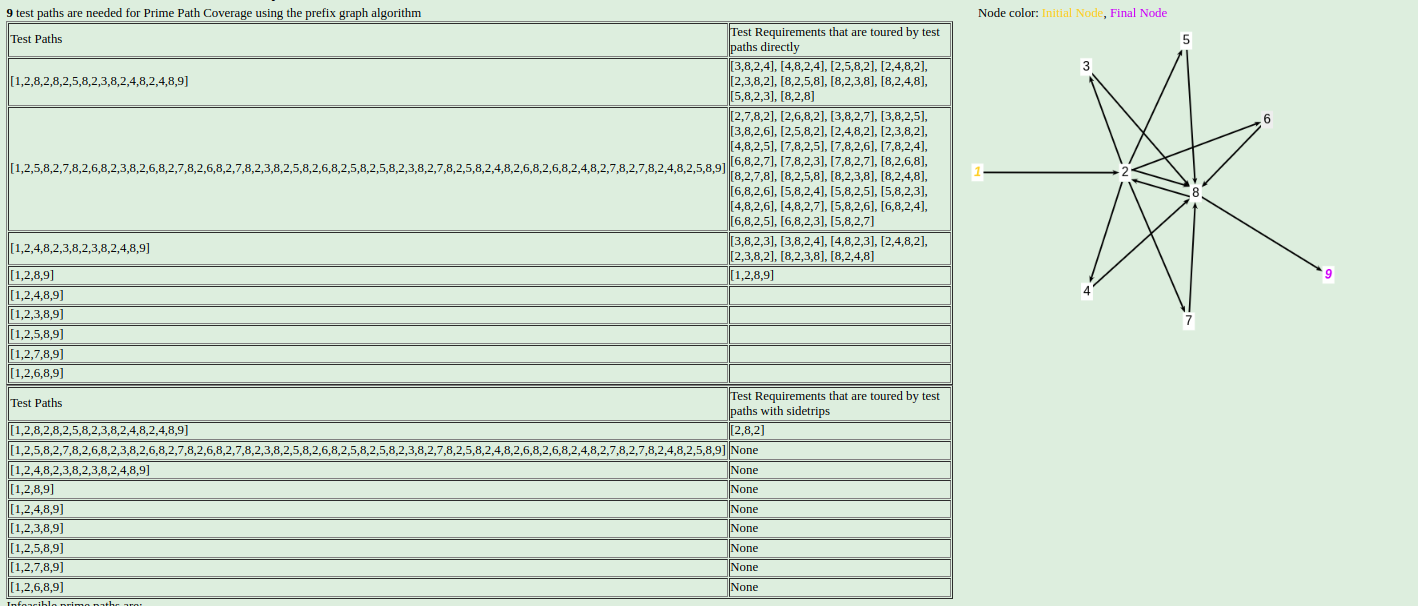 9 test paths are needed for Prime Path Coverage using the prefix graph algorithm
Test Paths
Test Requirements that are toured by test
paths directly
[1,2,8,2,8,2,5,8,2,3,8,2,4,8,2,4,8,9]
[3,8,2,4], [4,8,2,4], [2,5,8,2], [2,4,8,2],
[2,3,8,2], [8,2,5,8], [8,2,3,8], [8,2,4,8],
[5,8,2,3], [8,2,8]
[1,2,5,8,2,7,8,2,6,8,2,3,8,2,6,8,2,7,8,2,6,8,2,7,8,2,3,8,2,5,8,2,6,8,2,5,8,2,5,8,2,3,8,2,7,8,2,5,8,2,4,8,2,6,8,2,6,8,2,4,8,2,7,8,2,7,8,2,4,8,2,5,8,9]
[2,7,8,2], [2,6,8,2], [3,8,2,7], [3,8,2,5],
[3,8,2,6], [2,5,8,2], [2,4,8,2], [2,3,8,2],
[4,8,2,5], [7,8,2,5], [7,8,2,6], [7,8,2,4],
[6,8,2,7], [7,8,2,3], [7,8,2,7], [8,2,6,8],
[8,2,7,8], [8,2,5,8], [8,2,3,8], [8,2,4,8],
[6,8,2,6], [5,8,2,4], [5,8,2,5], [5,8,2,3],
[4,8,2,6], [4,8,2,7], [5,8,2,6], [6,8,2,4],
[6,8,2,5], [6,8,2,3], [5,8,2,7]
[1,2,4,8,2,3,8,2,3,8,2,4,8,9]
[3,8,2,3], [3,8,2,4], [4,8,2,3], [2,4,8,2],
[2,3,8,2], [8,2,3,8], [8,2,4,8]
[1,2,8,9]
[1,2,8,9]
[1,2,4,8,9]
[1,2,3,8,9]
[1,2,5,8,9]
[1,2,7,8,9]
[1,2,6,8,9]
Test Paths
Test Requirements that are toured by test
paths with sidetrips
[1,2,8,2,8,2,5,8,2,3,8,2,4,8,2,4,8,9]
[2,8,2]
[1,2,5,8,2,7,8,2,6,8,2,3,8,2,6,8,2,7,8,2,6,8,2,7,8,2,3,8,2,5,8,2,6,8,2,5,8,2,5,8,2,3,8,2,7,8,2,5,8,2,4,8,2,6,8,2,6,8,2,4,8,2,7,8,2,7,8,2,4,8,2,5,8,9]
None
[1,2,4,8,2,3,8,2,3,8,2,4,8,9]
None
[1,2,8,9]
None
[1,2,4,8,9]
None
[1,2,3,8,9]
None
[1,2,5,8,9]
None
[1,2,7,8,9]
None
[1,2,6,8,9]
None
Infeasible prime paths are:
Node color: Initial Node, Final Node
5
3
6
1
2
8
9
4
7